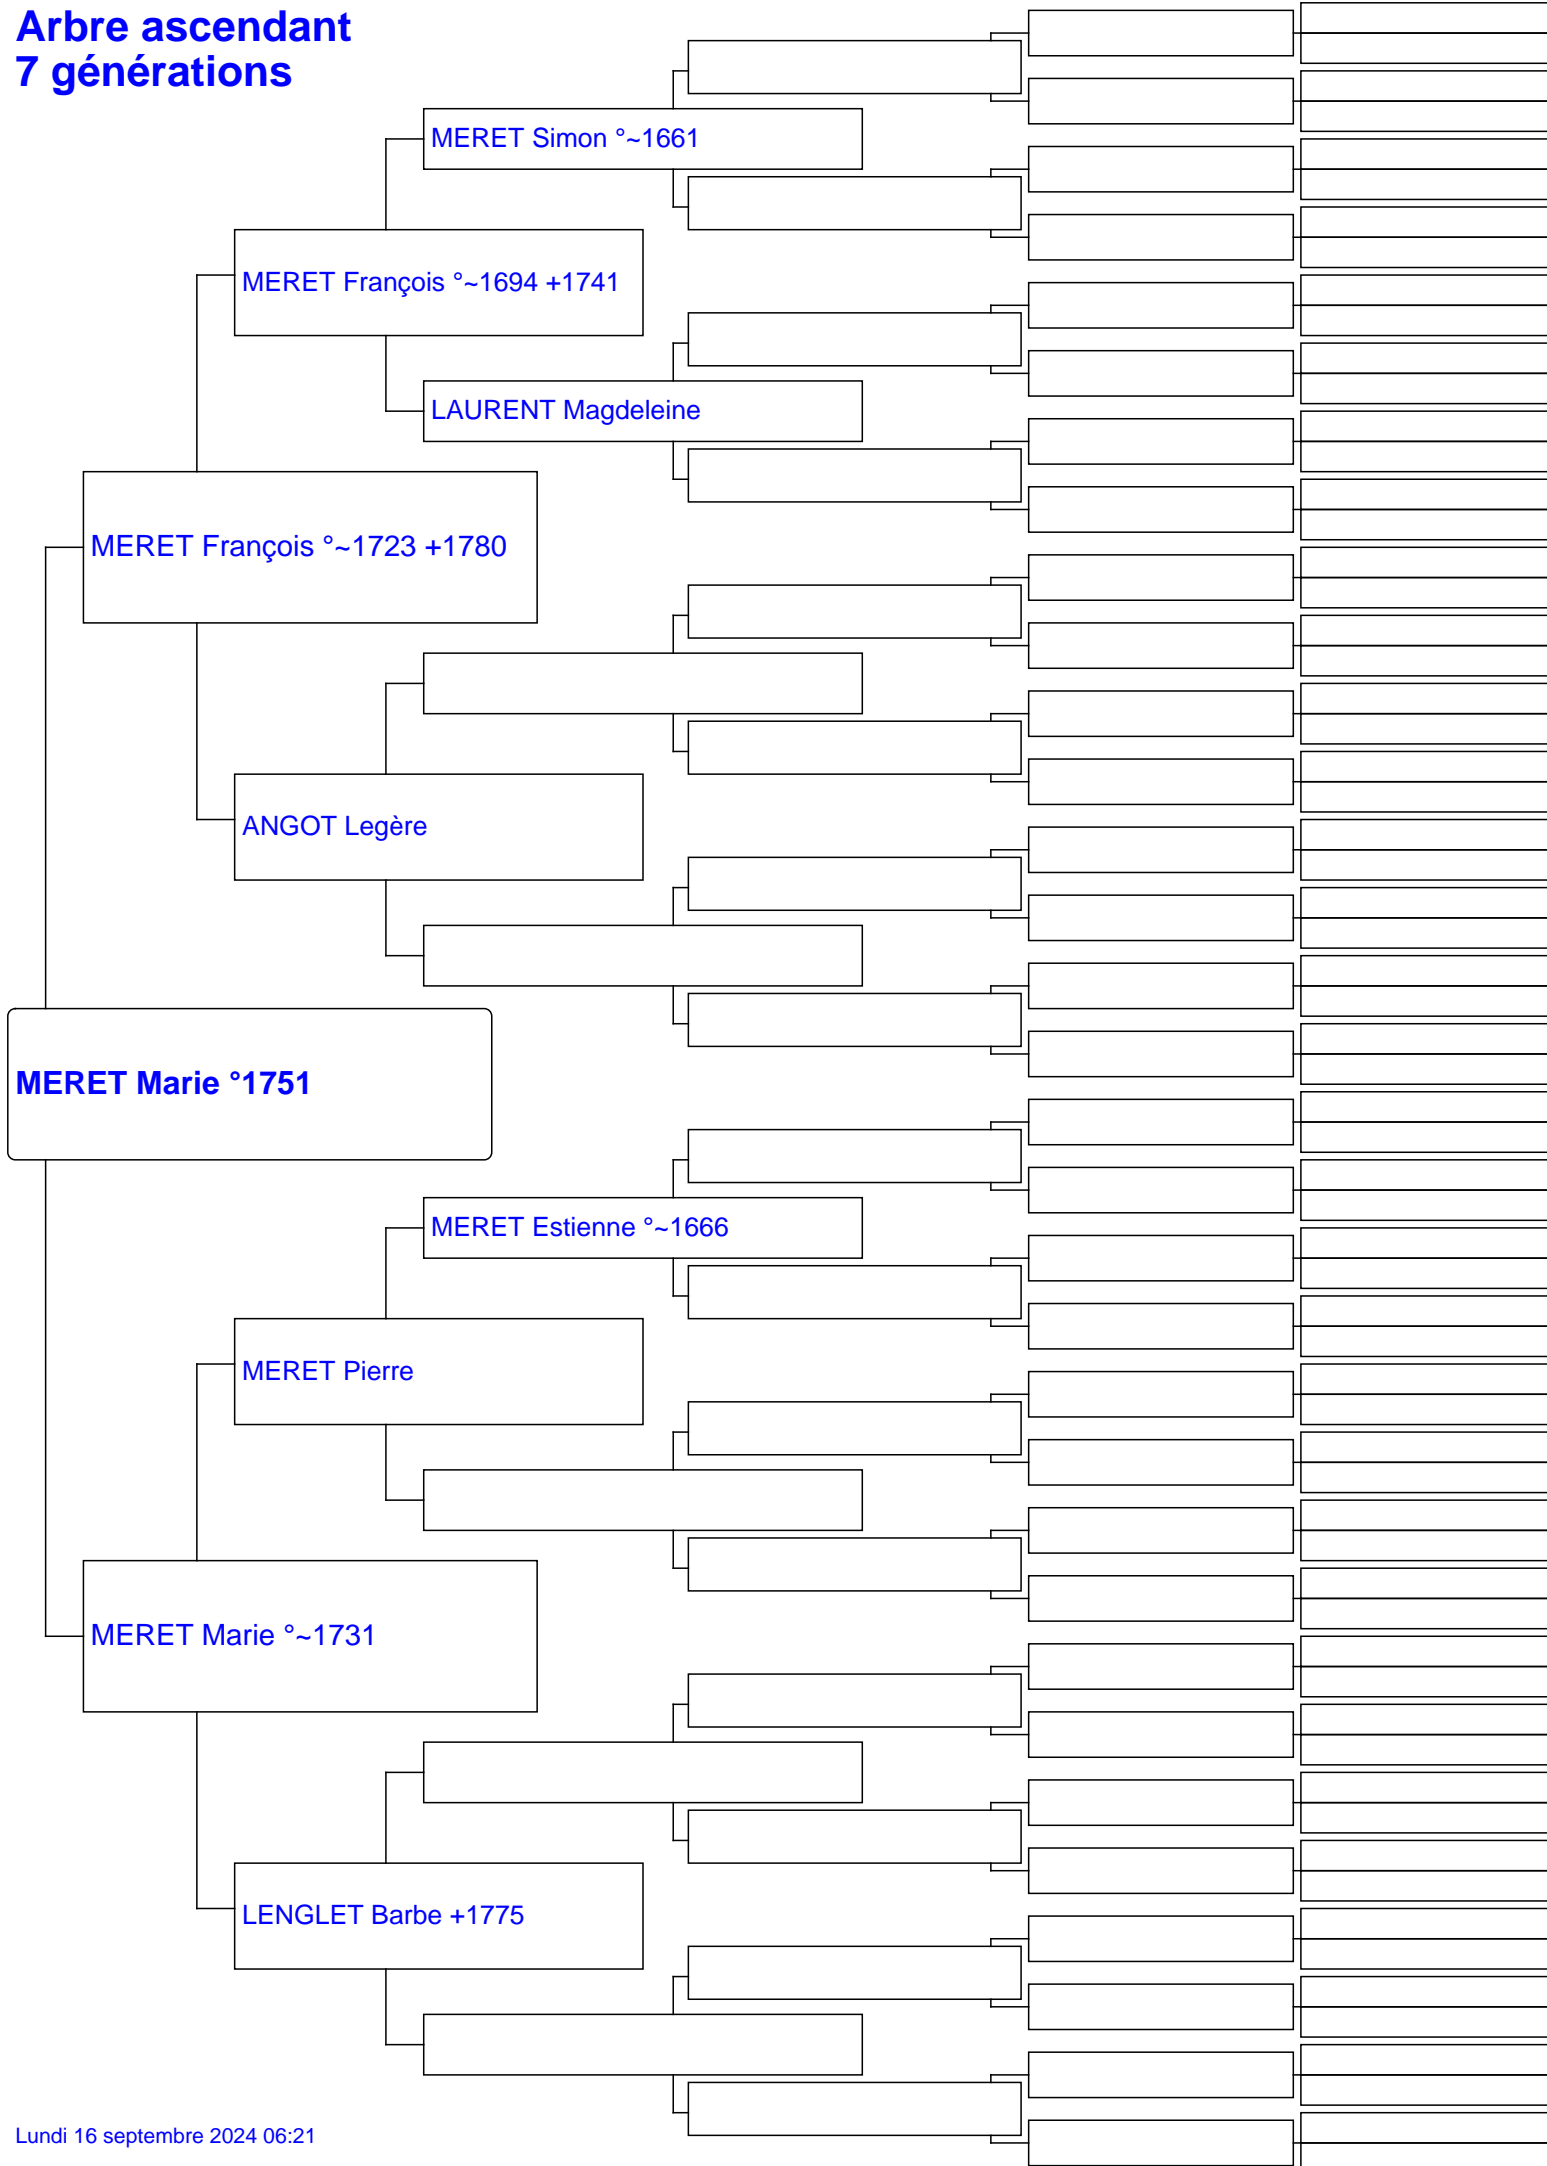 Arbre ascendant
7 générations
MERET Simon °~1661
MERET François °~1694 +1741
LAURENT Magdeleine
MERET François °~1723 +1780
ANGOT Legère
MERET Marie °1751
MERET Estienne °~1666
MERET Pierre
MERET Marie °~1731
LENGLET Barbe +1775
Lundi 16 septembre 2024 06:21